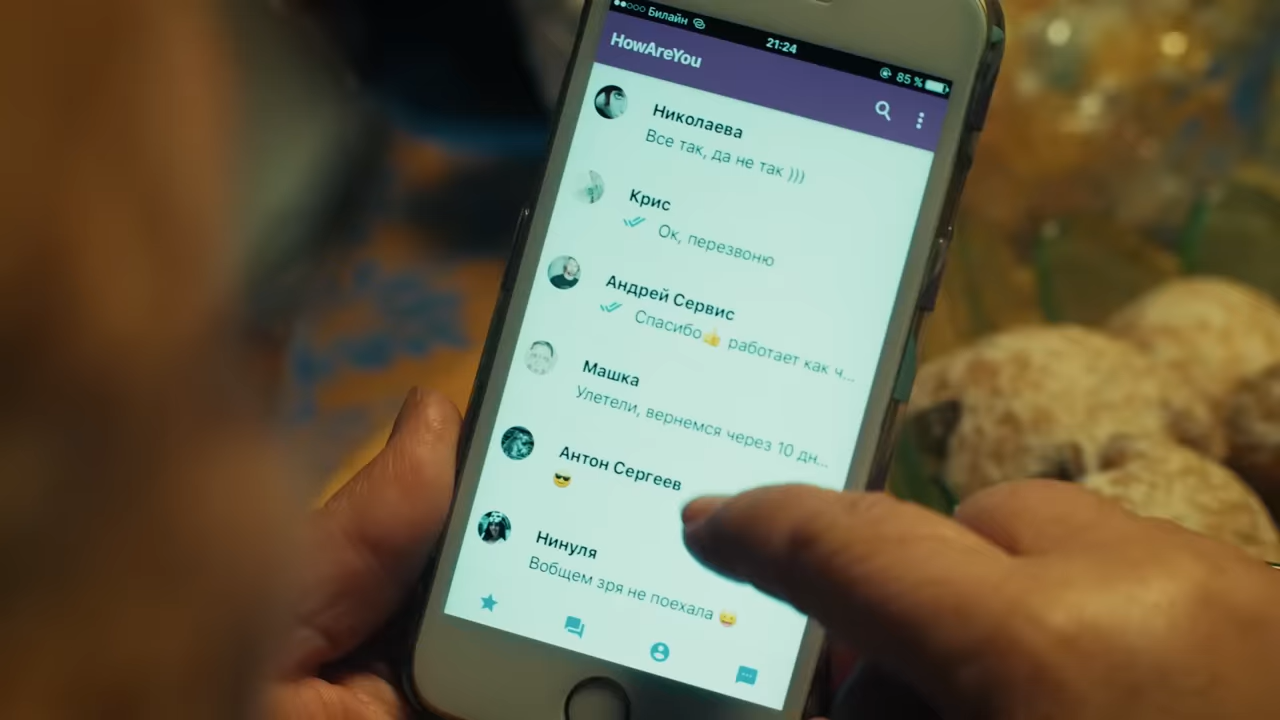 Билайн
21:24
85 %
HowAreYou
Николаева
Все так, да не так )))
Крис
Ок, перезвоню
Андрей Сервис
Спасибо👍 работает как ч...
Машка
Улетели, вернемся через 10 дн...
Антон Сергеев
😎
Нинуля
Вобщем зря не поехала 😄